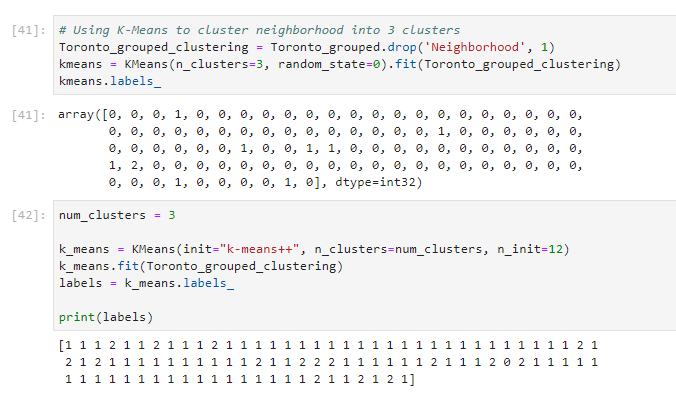 [41]: # Using K-Means to cluster neighborhood into 3 clusters
Toronto_grouped_clustering = Toronto_grouped.drop('Neighborhood', 1)
kmeans = KMeans(n_clusters=3, random_state=0).fit(Toronto_grouped_clustering)
kmeans.labels_
[41]: array([0, 0, 0, 1, 0, 0, 0, 0, 0, 0, 0, 0, 0, 0, 0, 0, 0, 0, 0, 0, 0, 0,
0, 0, 0, 0, 0, 0, 0, 0, 0, 0, 0, 0, 0, 0, 0, 1, 0, 0, 0, 0, 0, 0,
0, 0, 0, 0, 0, 0, 1, 0, 0, 1, 1, 0, 0, 0, 0, 0, 0, 0, 0, 0, 0, 0,
1, 2, 0, 0, 0, 0, 0, 0, 0, 0, 0, 0, 0, 0, 0, 0, 0, 0, 0, 0, 0, 0,
0, 0, 0, 1, 0, 0, 0, 0, 1, 0], dtype=int32)
[42]: num_clusters = 3
k_means = KMeans(init="k-means++", n_clusters=num_clusters, n_init=12)
k_means.fit(Toronto_grouped_clustering)
labels = k_means.labels_
print(labels)
[1 1 1 2 1 1 2 1 1 1 2 1 1 1 1 1 1 1 1 1 1 1 1 1 1 1 1 1 1 1 1 1 1 1 1 2 1
2 1 2 1 1 1 1 1 1 1 1 1 1 2 1 1 2 2 2 1 1 1 1 1 1 2 1 1 1 2 0 2 1 1 1 1 1
1 1 1 1 1 1 1 1 1 1 1 1 1 1 1 1 1 2 1 1 2 1 2 1]